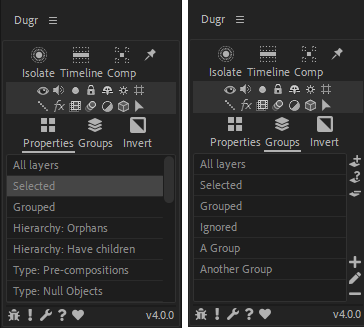 Dugr
Isolate Timeline Comp
fx
Properties Groups Invert
All layers
Selected
Grouped
Hierarchy: Orphans
Hierarchy: Have children
Type: Pre-compositions
Type: Null Objects
v4.0.0
Dugr
Isolate Timeline Comp
fx
Properties Groups Invert
All layers
Selected
Grouped
Ignored
A Group
Another Group
v4.0.0